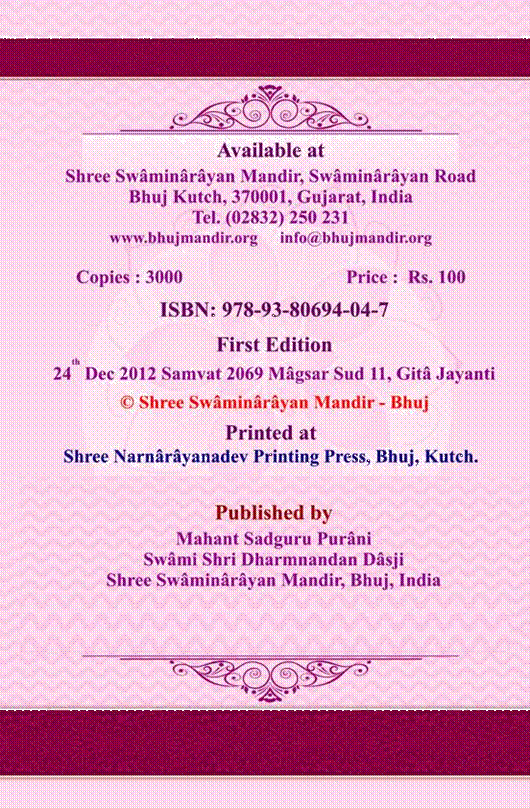 Available at
Shree Swâminârâyan Mandir, Swâminârâyan Road
Bhuj Kutch, 370001, Gujarat, India
Tel. (02832) 250 231
www.bhujmandir.org info@bhujmandir.org
Copies : 3000 Price : Rs. 100
ISBN: 978-93-80694-04-7
First Edition
24th Dec 2012 Samvat 2069 Mâgsar Sud 11, Gitâ Jayanti
© Shree Swâminârâyan Mandir - Bhuj
Printed at
Shree Narnârâyanadev Printing Press, Bhuj, Kutch.
Published by
Mahant Sadguru Purâni
Swâmi Shri Dharmnandan Dâsji
Shree Swâminârâyan Mandir, Bhuj, India